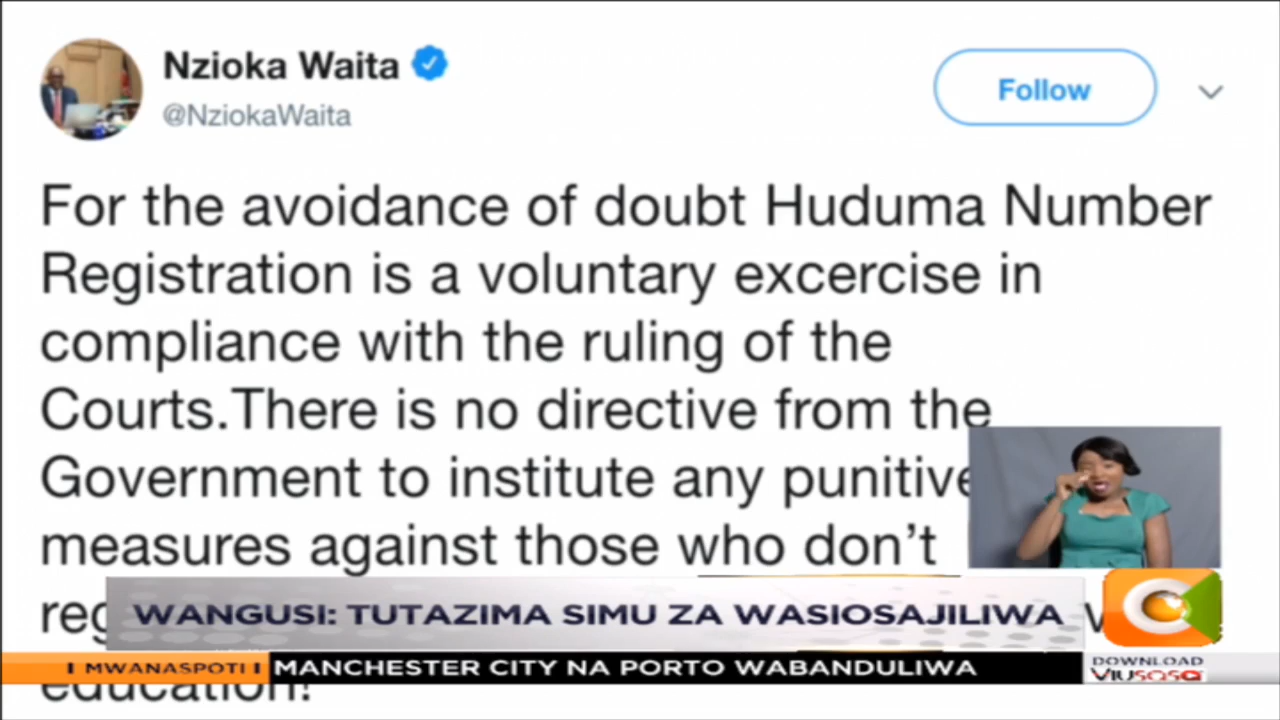 Nzioka Waita
@NziokaWaita
Follow
For the avoidance of doubt Huduma Number
Registration is a voluntary excercise in
compliance with the ruling of the
Courts.There is no directive from the
Government to institute any punitive
measures against those who don't
WANGUSI: TUTAZIMA SIMU ZA WASIOSAJILIWA
MWANASPOTI
MANCHESTER CITY NA PORTO WABANDULIWA
DOWNLOAD
VIUSASA
education!